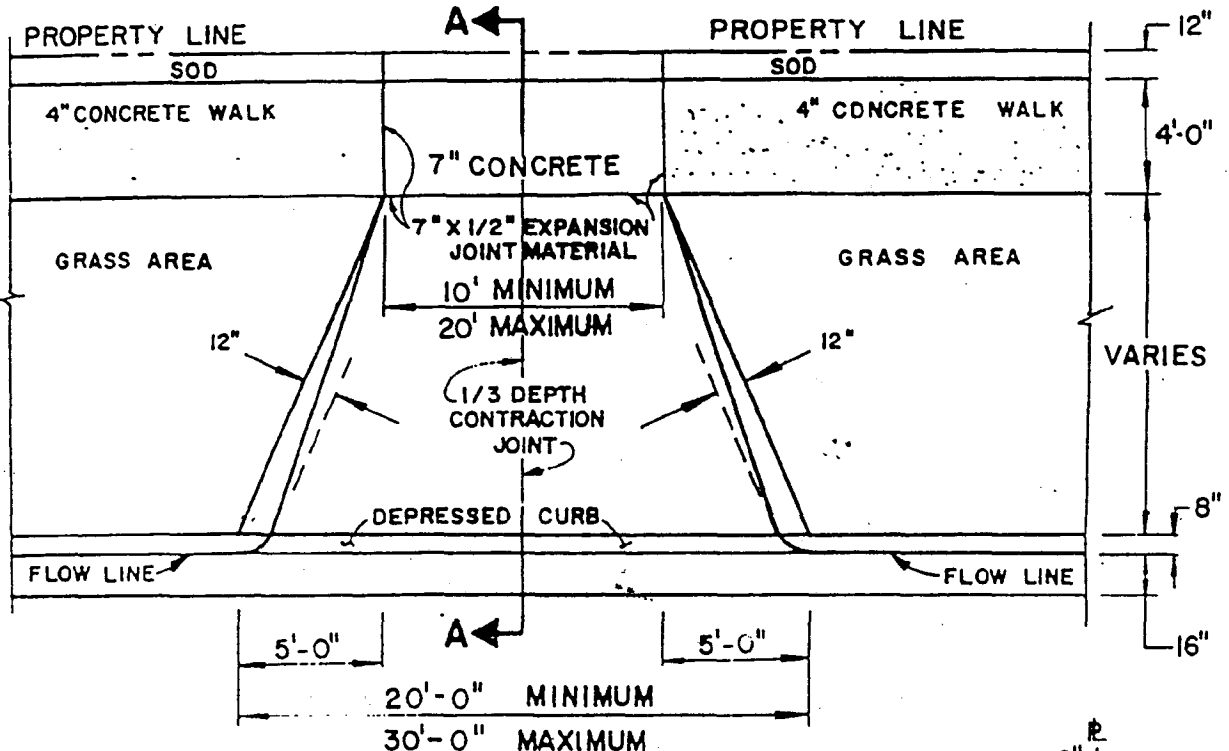 A
PROPERTY LINE
PROPERTY LINE
12"
SOD
SOD
4" CONCRETE WALK
4" CONCRETE WALK
4'-0"
7" CONCRETE
7" X 1/2" EXPANSION
JOINT MATERIAL
GRASS AREA
GRASS AREA
10' MINIMUM
20' MAXIMUM
12"
12"
VARIES
1/3 DEPTH
CONTRACTION
JOINT
8"
DEPRESSED CURB
FLOW LINE
FLOW LINE
A
5'-0"
5'-0"
16"
20'-0" MINIMUM
30'-0" MAXIMUM